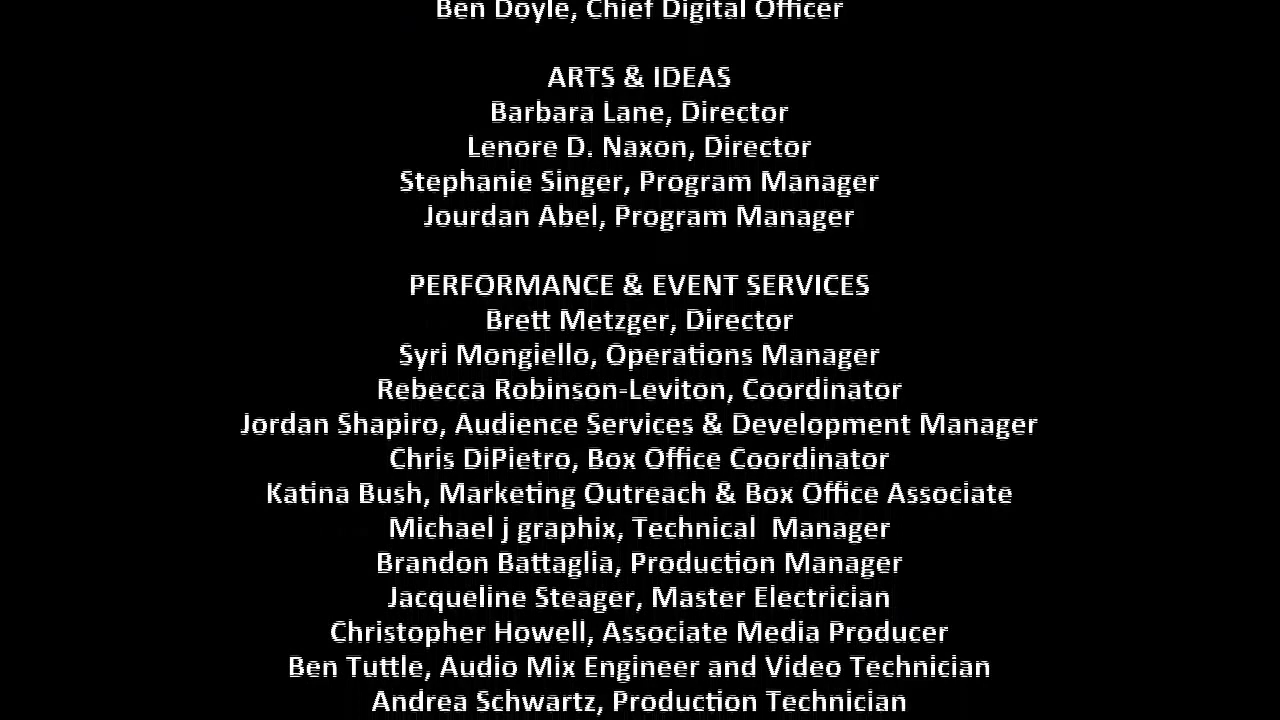 Ben Doyle, Chief Digital Officer
ARTS & IDEAS
Barbara Lane, Director
Lenore D. Naxon, Director
Stephanie Singer, Program Manager
Jourdan Abel, Program Manager
PERFORMANCE & EVENT SERVICES
Brett Metzger, Director
Syri Mongiello, Operations Manager
Rebecca Robinson-Leviton, Coordinator
Jordan Shapiro, Audience Services & Development Manager
Chris DiPietro, Box Office Coordinator
Katina Bush, Marketing Outreach & Box Office Associate
Michael j graphix, Technical  Manager
Brandon Battaglia, Production Manager
Jacqueline Steager, Master Electrician
Christopher Howell, Associate Media Producer
Ben Tuttle, Audio Mix Engineer and Video Technician
Andrea Schwartz, Production Technician